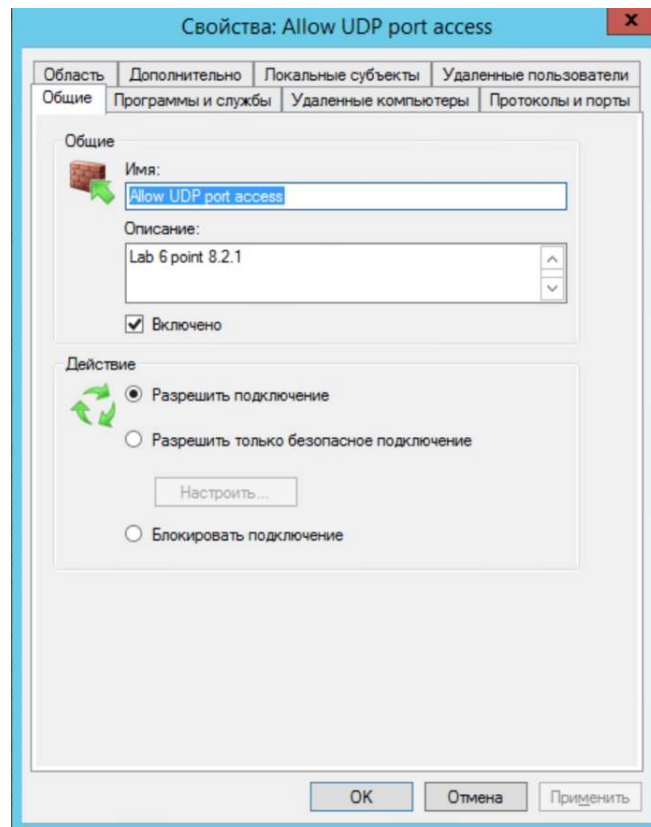 Свойства: Allow UDP port access
x
Область Дополнительно Локальные субъекты Удаленные пользователи
Общие Программы и службы Удаленные компьютеры Протоколы и порты
Общие
Имя:
Allow UDP port access
Описание:
Lab 6 point 8.2.1
Включено
Действие
Разрешить подключение
Разрешить только безопасное подключение
Настроить...
Блокировать подключение
OK Отмена Применить